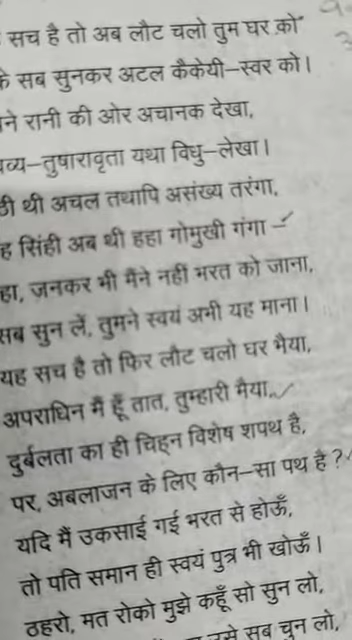 सच है तो अब लौट चलो तुम घर को
सब सुनकर अटल कैकेयी-स्वर को।
रानी की ओर अचानक देखा,
तुषारावृता यथा विधु-लेखा।
थी अचल तथापि असंख्य तरंगा,
सिंही अब थी हहा गोमुखी गंगा –
जनकर भी मैंने नहीं भरत को जाना,
सब सुन लें, तुमने स्वयं अभी यह माना।
यह सच है तो फिर लौट चलो घर भैया,
अपराधिन मैं हूँ तात, तुम्हारी मैया,
दुर्बलता का ही चिह्न विशेष शपथ है,
पर, अबलाजन के लिए कौन-सा पथ है?
यदि मैं उकसाई गई भरत से होऊँ,
तो पति समान ही स्वयं पुत्र भी खोऊँ।
ठहरो, मत रोको मुझे कहूँ सो सुन लो,
सब चुन लो,